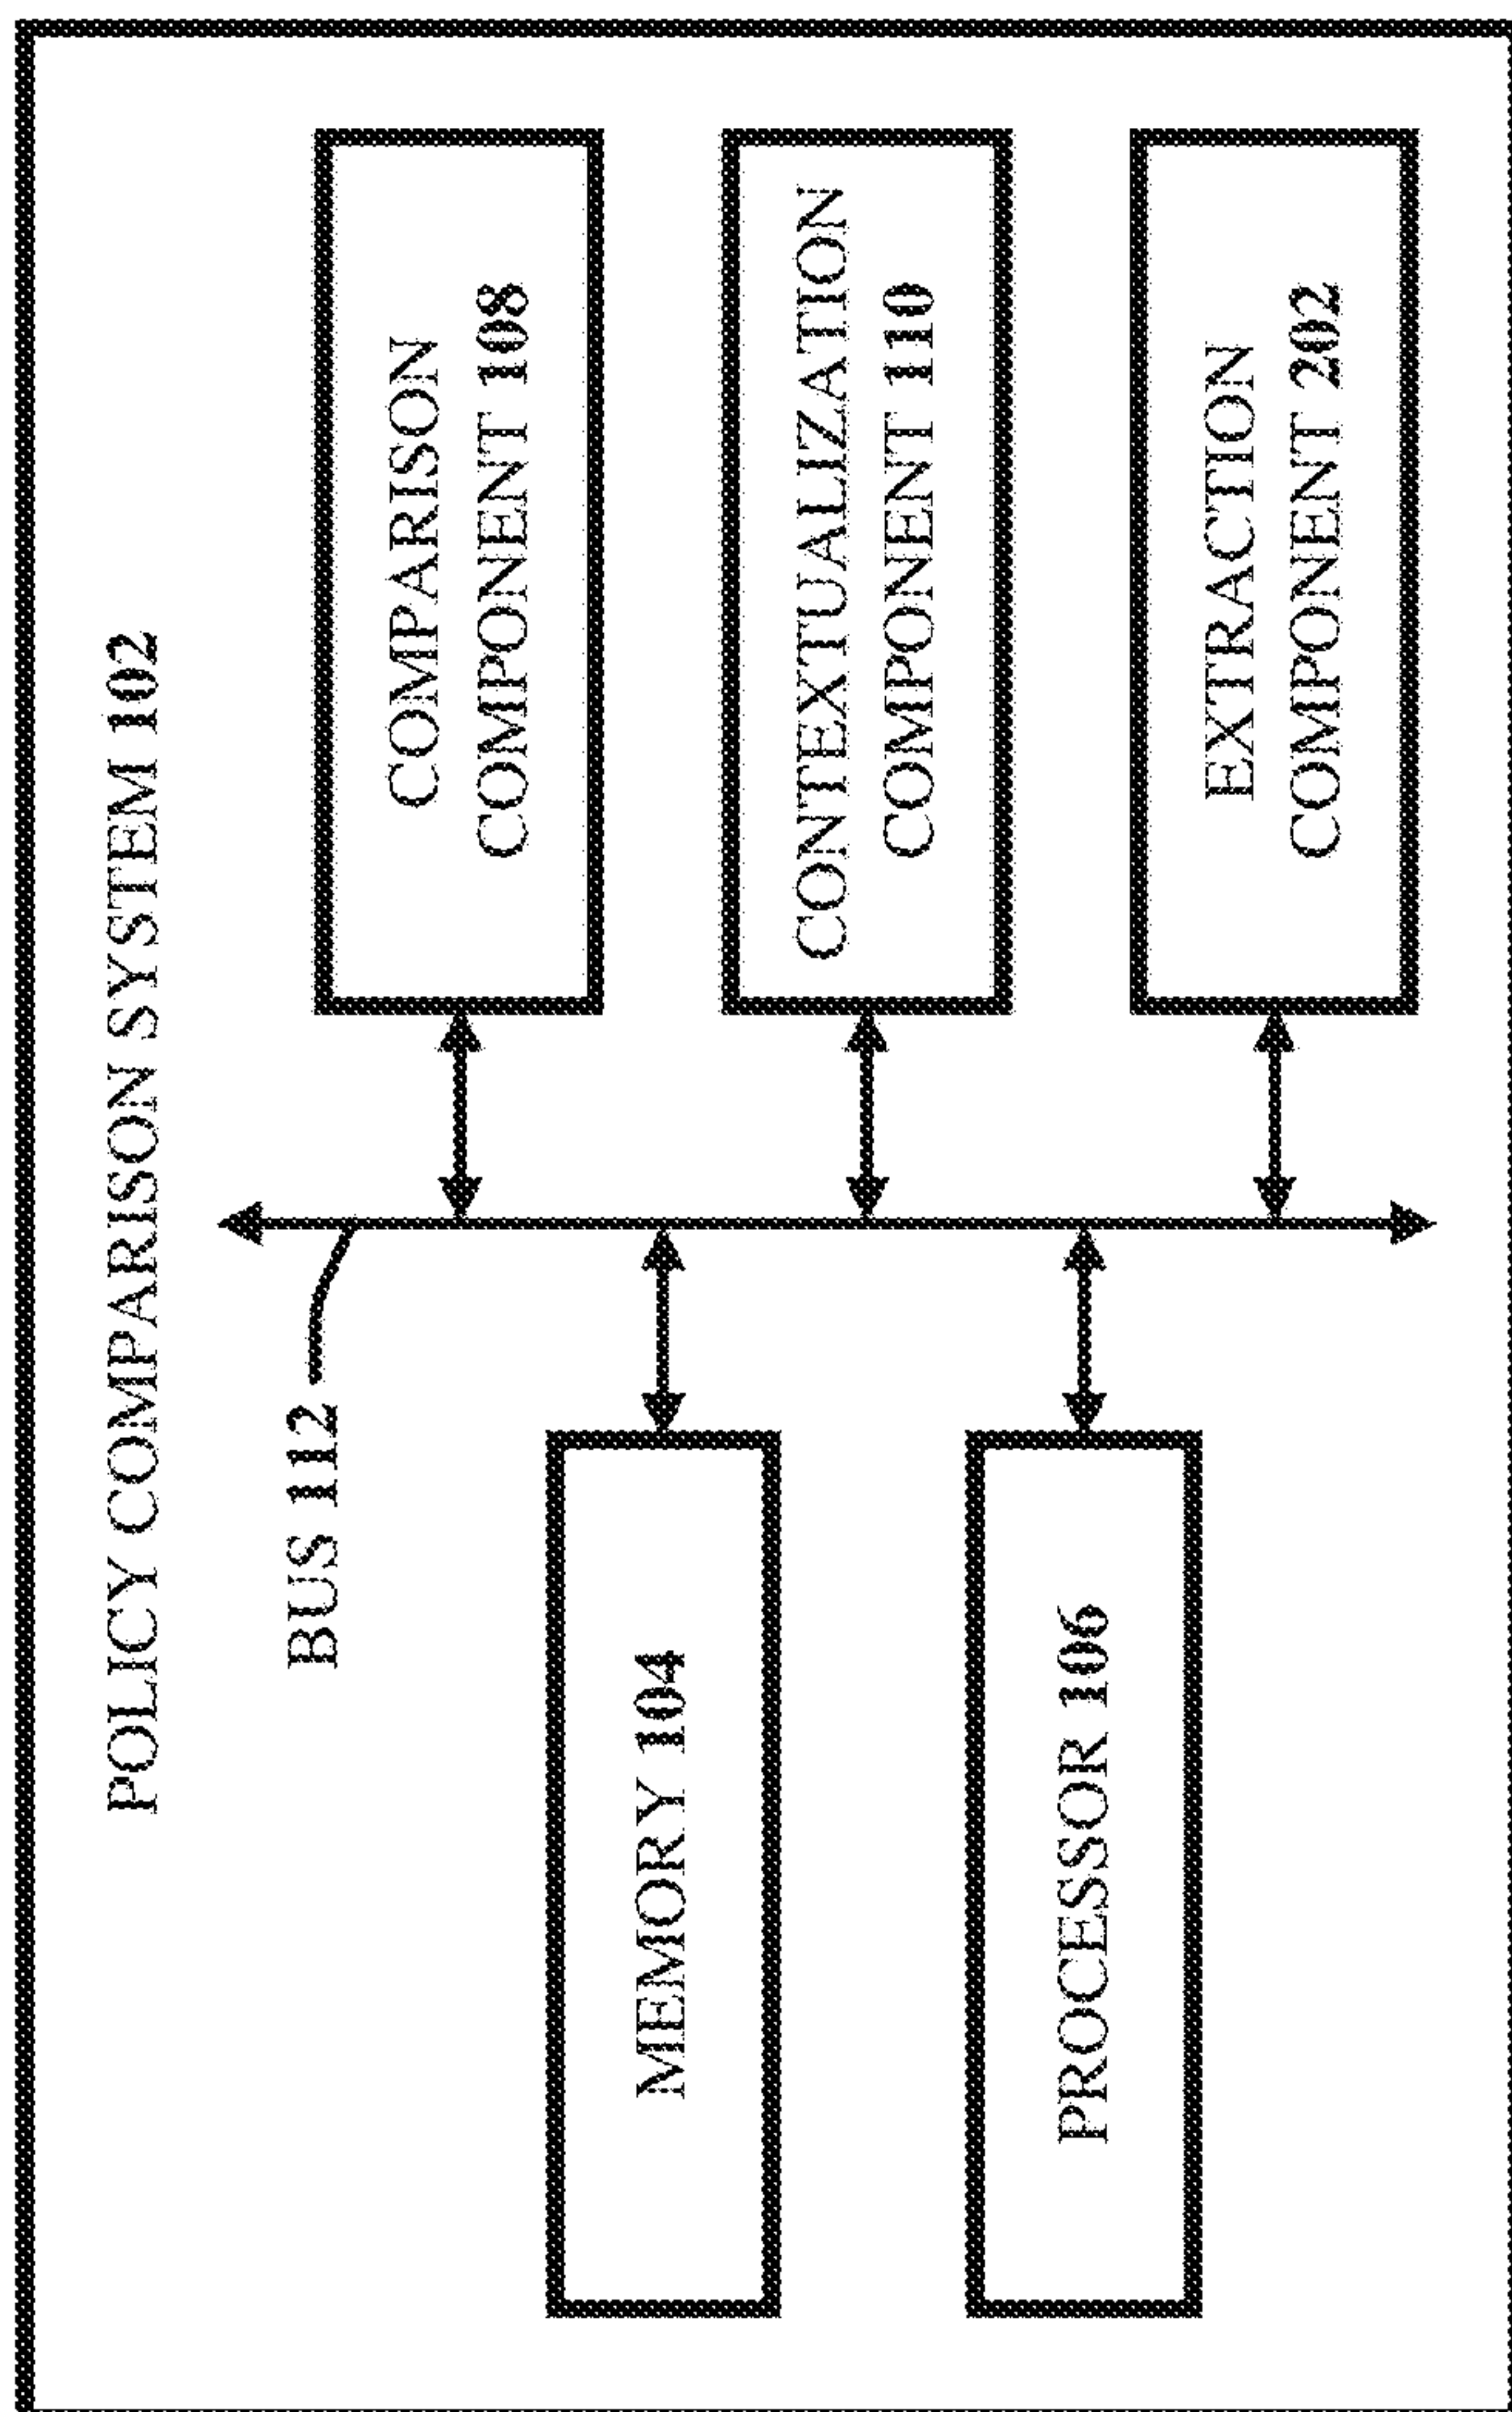 POLICY COMPARISON SYSTEM 102
BUS 112
MEMORY 104
PROCESSOR 106
COMPARISON
COMPONENT 108
CONTEXTUALIZATION
COMPONENT 110
EXTRACTION
COMPONENT 202